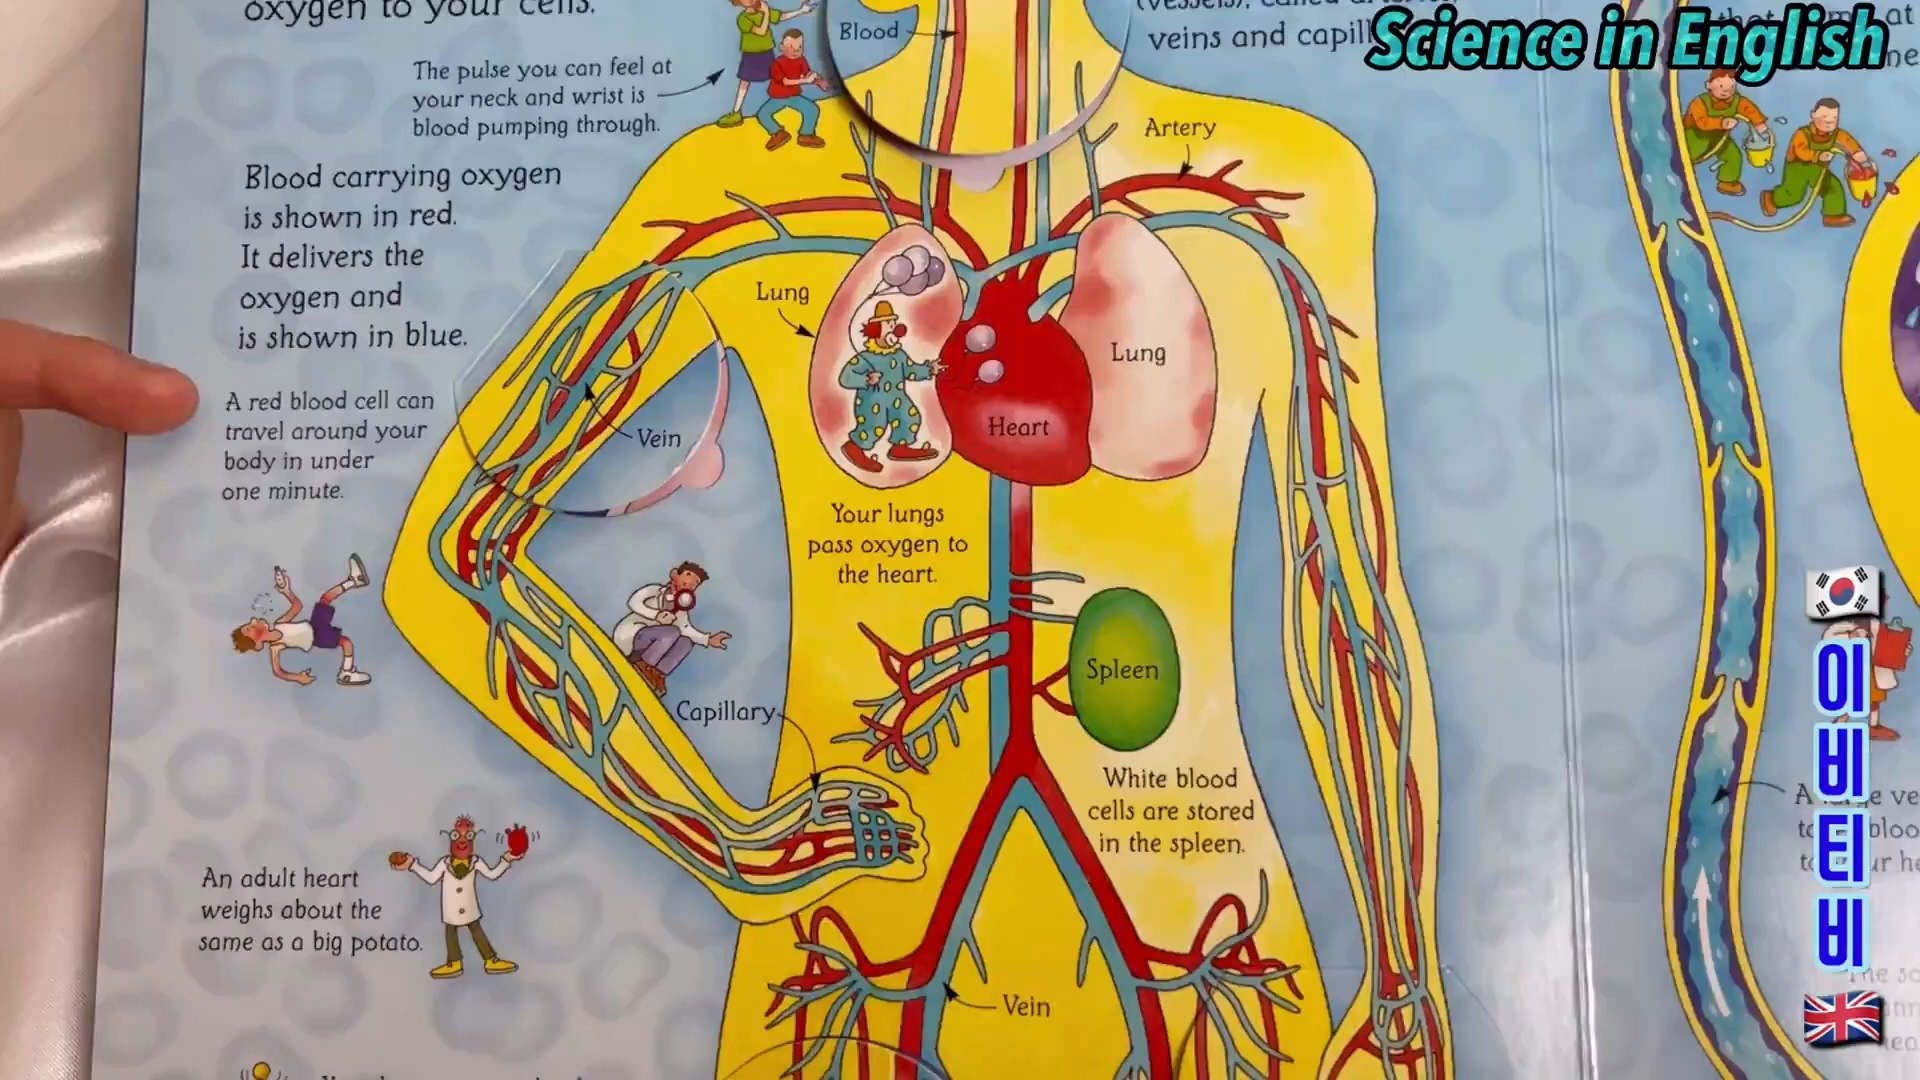 oxygen to your cells.
The pulse you can feel at
your neck and wrist is
blood pumping through.
Blood carrying oxygen
is shown in red.
It delivers the
oxygen and
is shown in blue.
A red blood cell can
travel around your
body in under
one minute.
An adult heart
weighs about the
same as a big potato.
Blood
veins and
Artery
Lung
Lung
Heart
Vein
Your lungs
pass oxygen to
the heart.
Spleen
Capillary
White blood
cells are stored
in the spleen.
Vein
Science in English
이비티비